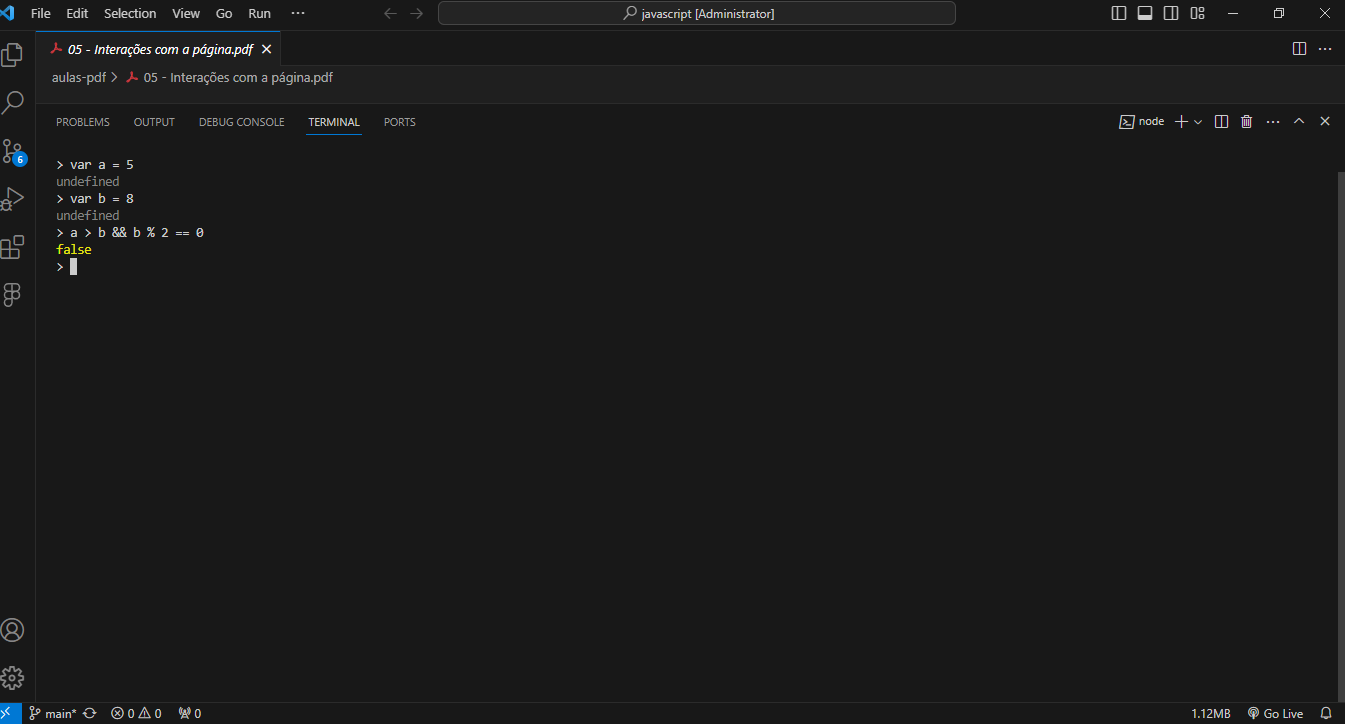 File Edit Selection View Go Run ···
javascript [Administrator]
05 - Interações com a página.pdf
aulas-pdf > 05 - Interações com a página.pdf
PROBLEMS OUTPUT DEBUG CONSOLE TERMINAL PORTS
node
> var a = 5
undefined
> var b = 8
undefined
> a > b && b % 2 == 0
false
>
6
main* 0 0 0
1.12MB Go Live